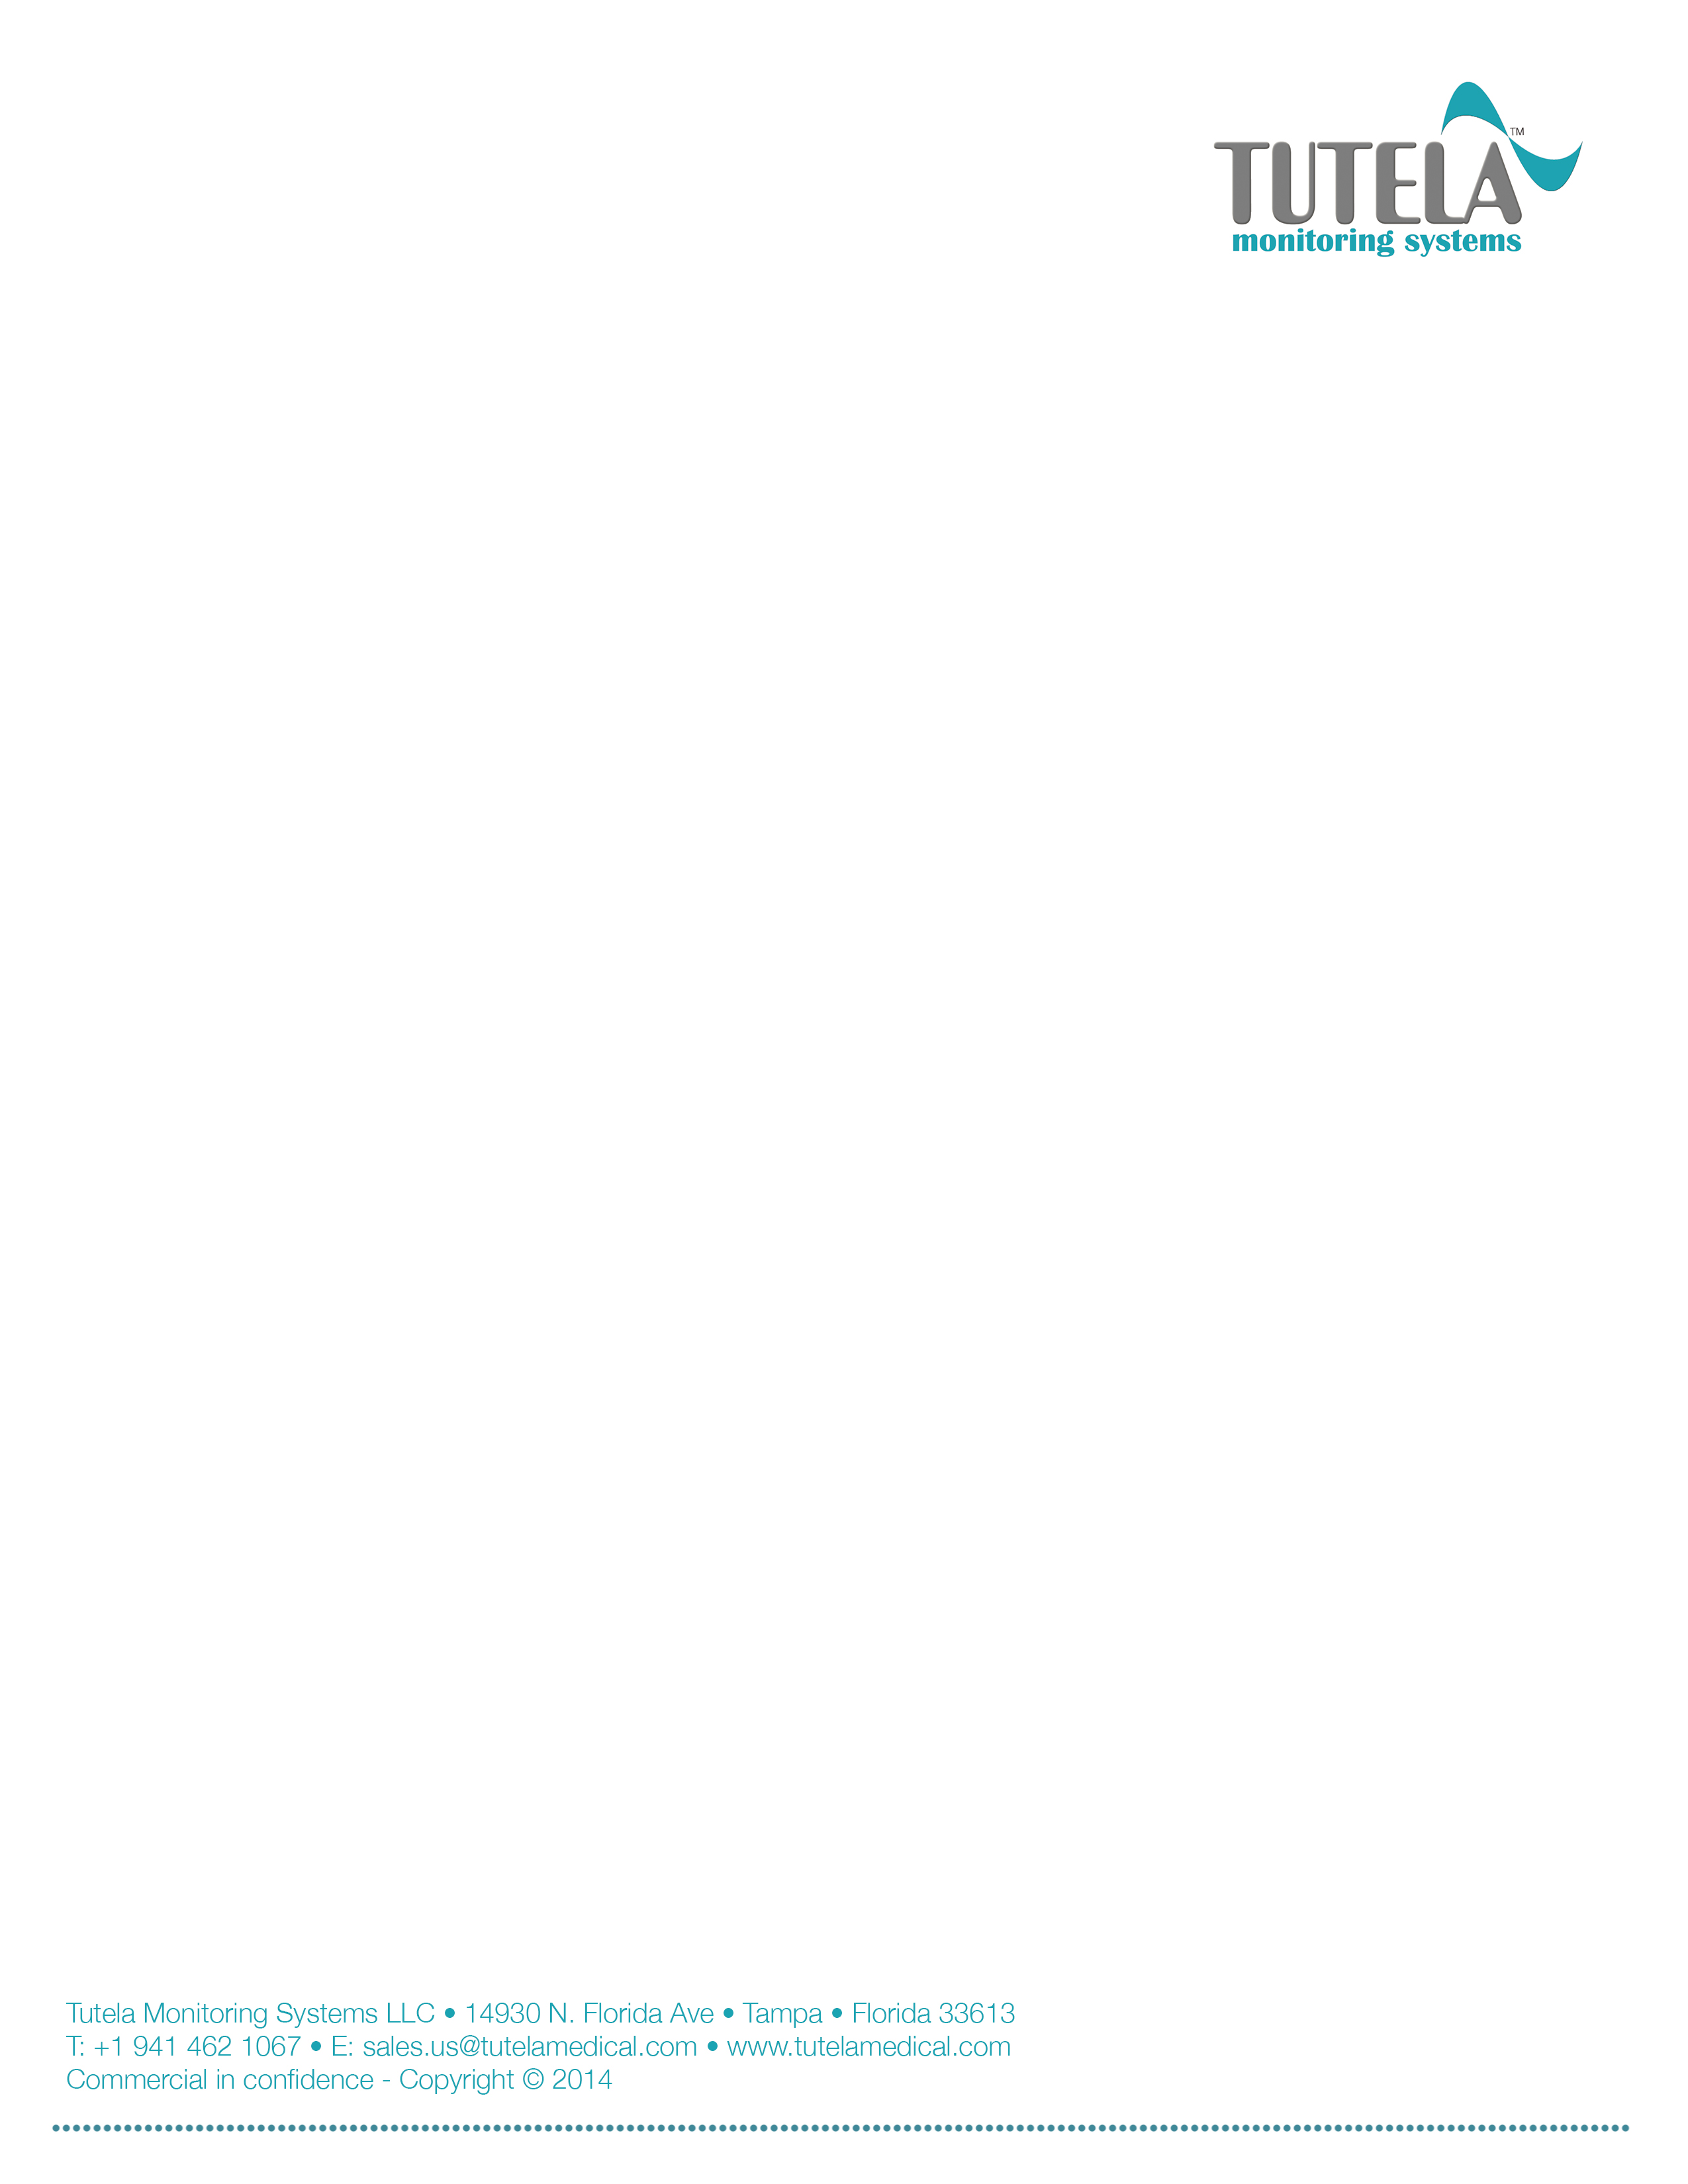 TUTELA™
monitoring systems
Tutela Monitoring Systems LLC • 14930 N. Florida Ave • Tampa • Florida 33613
T: +1 941 462 1067 • E: sales.us@tutelamedical.com • www.tutelamedical.com
Commercial in confidence - Copyright © 2014